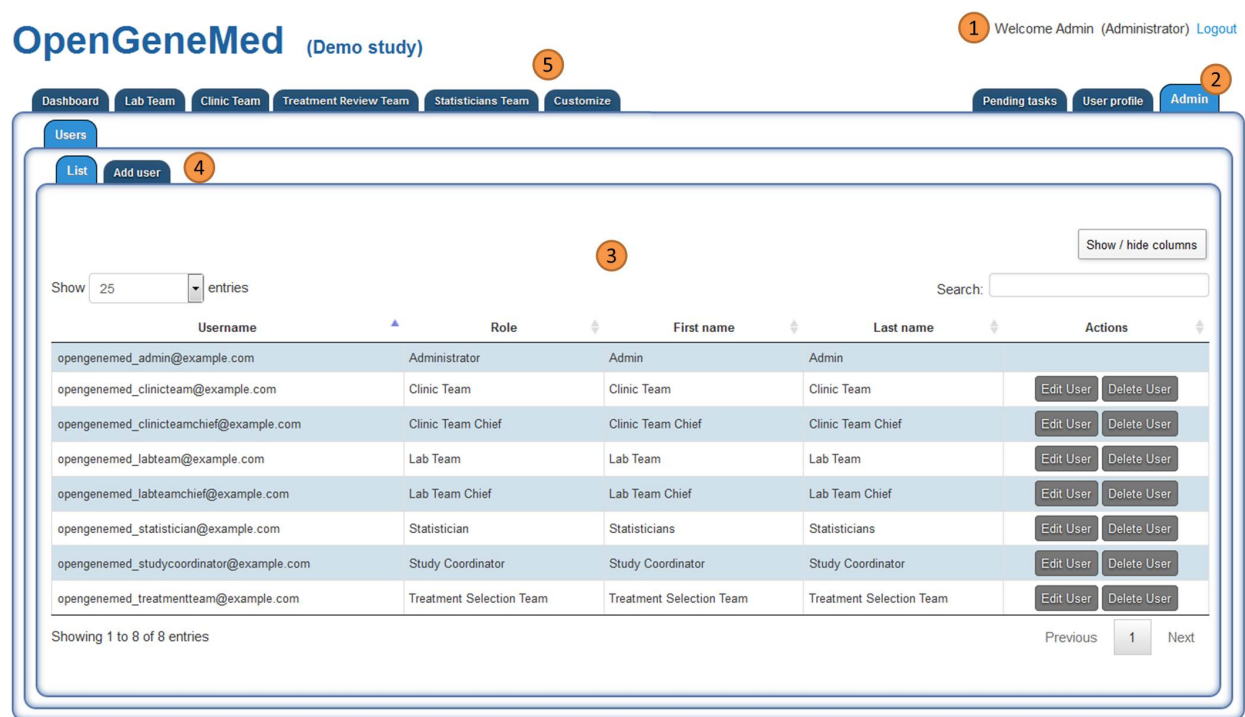 OpenGeneMed (Demo study)
1 Welcome Admin (Administrator) Logout
5
2
Dashboard Lab Team Clinic Team Treatment Review Team Statisticians Team Customize Pending tasks User profile Admin
Users
List Add user 4
Show / hide columns
3
Show 25 entries Search:
Username Role First name Last name Actions
opengenemed_admin@example.com Administrator Admin Admin
opengenemed_clinicteam@example.com Clinic Team Clinic Team Clinic Team Edit User Delete User
opengenemed_clinicteamchief@example.com Clinic Team Chief Clinic Team Chief Clinic Team Chief Edit User Delete User
opengenemed_labteam@example.com Lab Team Lab Team Lab Team Edit User Delete User
opengenemed_labteamchief@example.com Lab Team Chief Lab Team Chief Lab Team Chief Edit User Delete User
opengenemed_statistician@example.com Statistician Statisticians Statisticians Edit User Delete User
opengenemed_studycoordinator@example.com Study Coordinator Study Coordinator Study Coordinator Edit User Delete User
opengenemed_treatmentteam@example.com Treatment Selection Team Treatment Selection Team Treatment Selection Team Edit User Delete User
Showing 1 to 8 of 8 entries Previous 1 Next